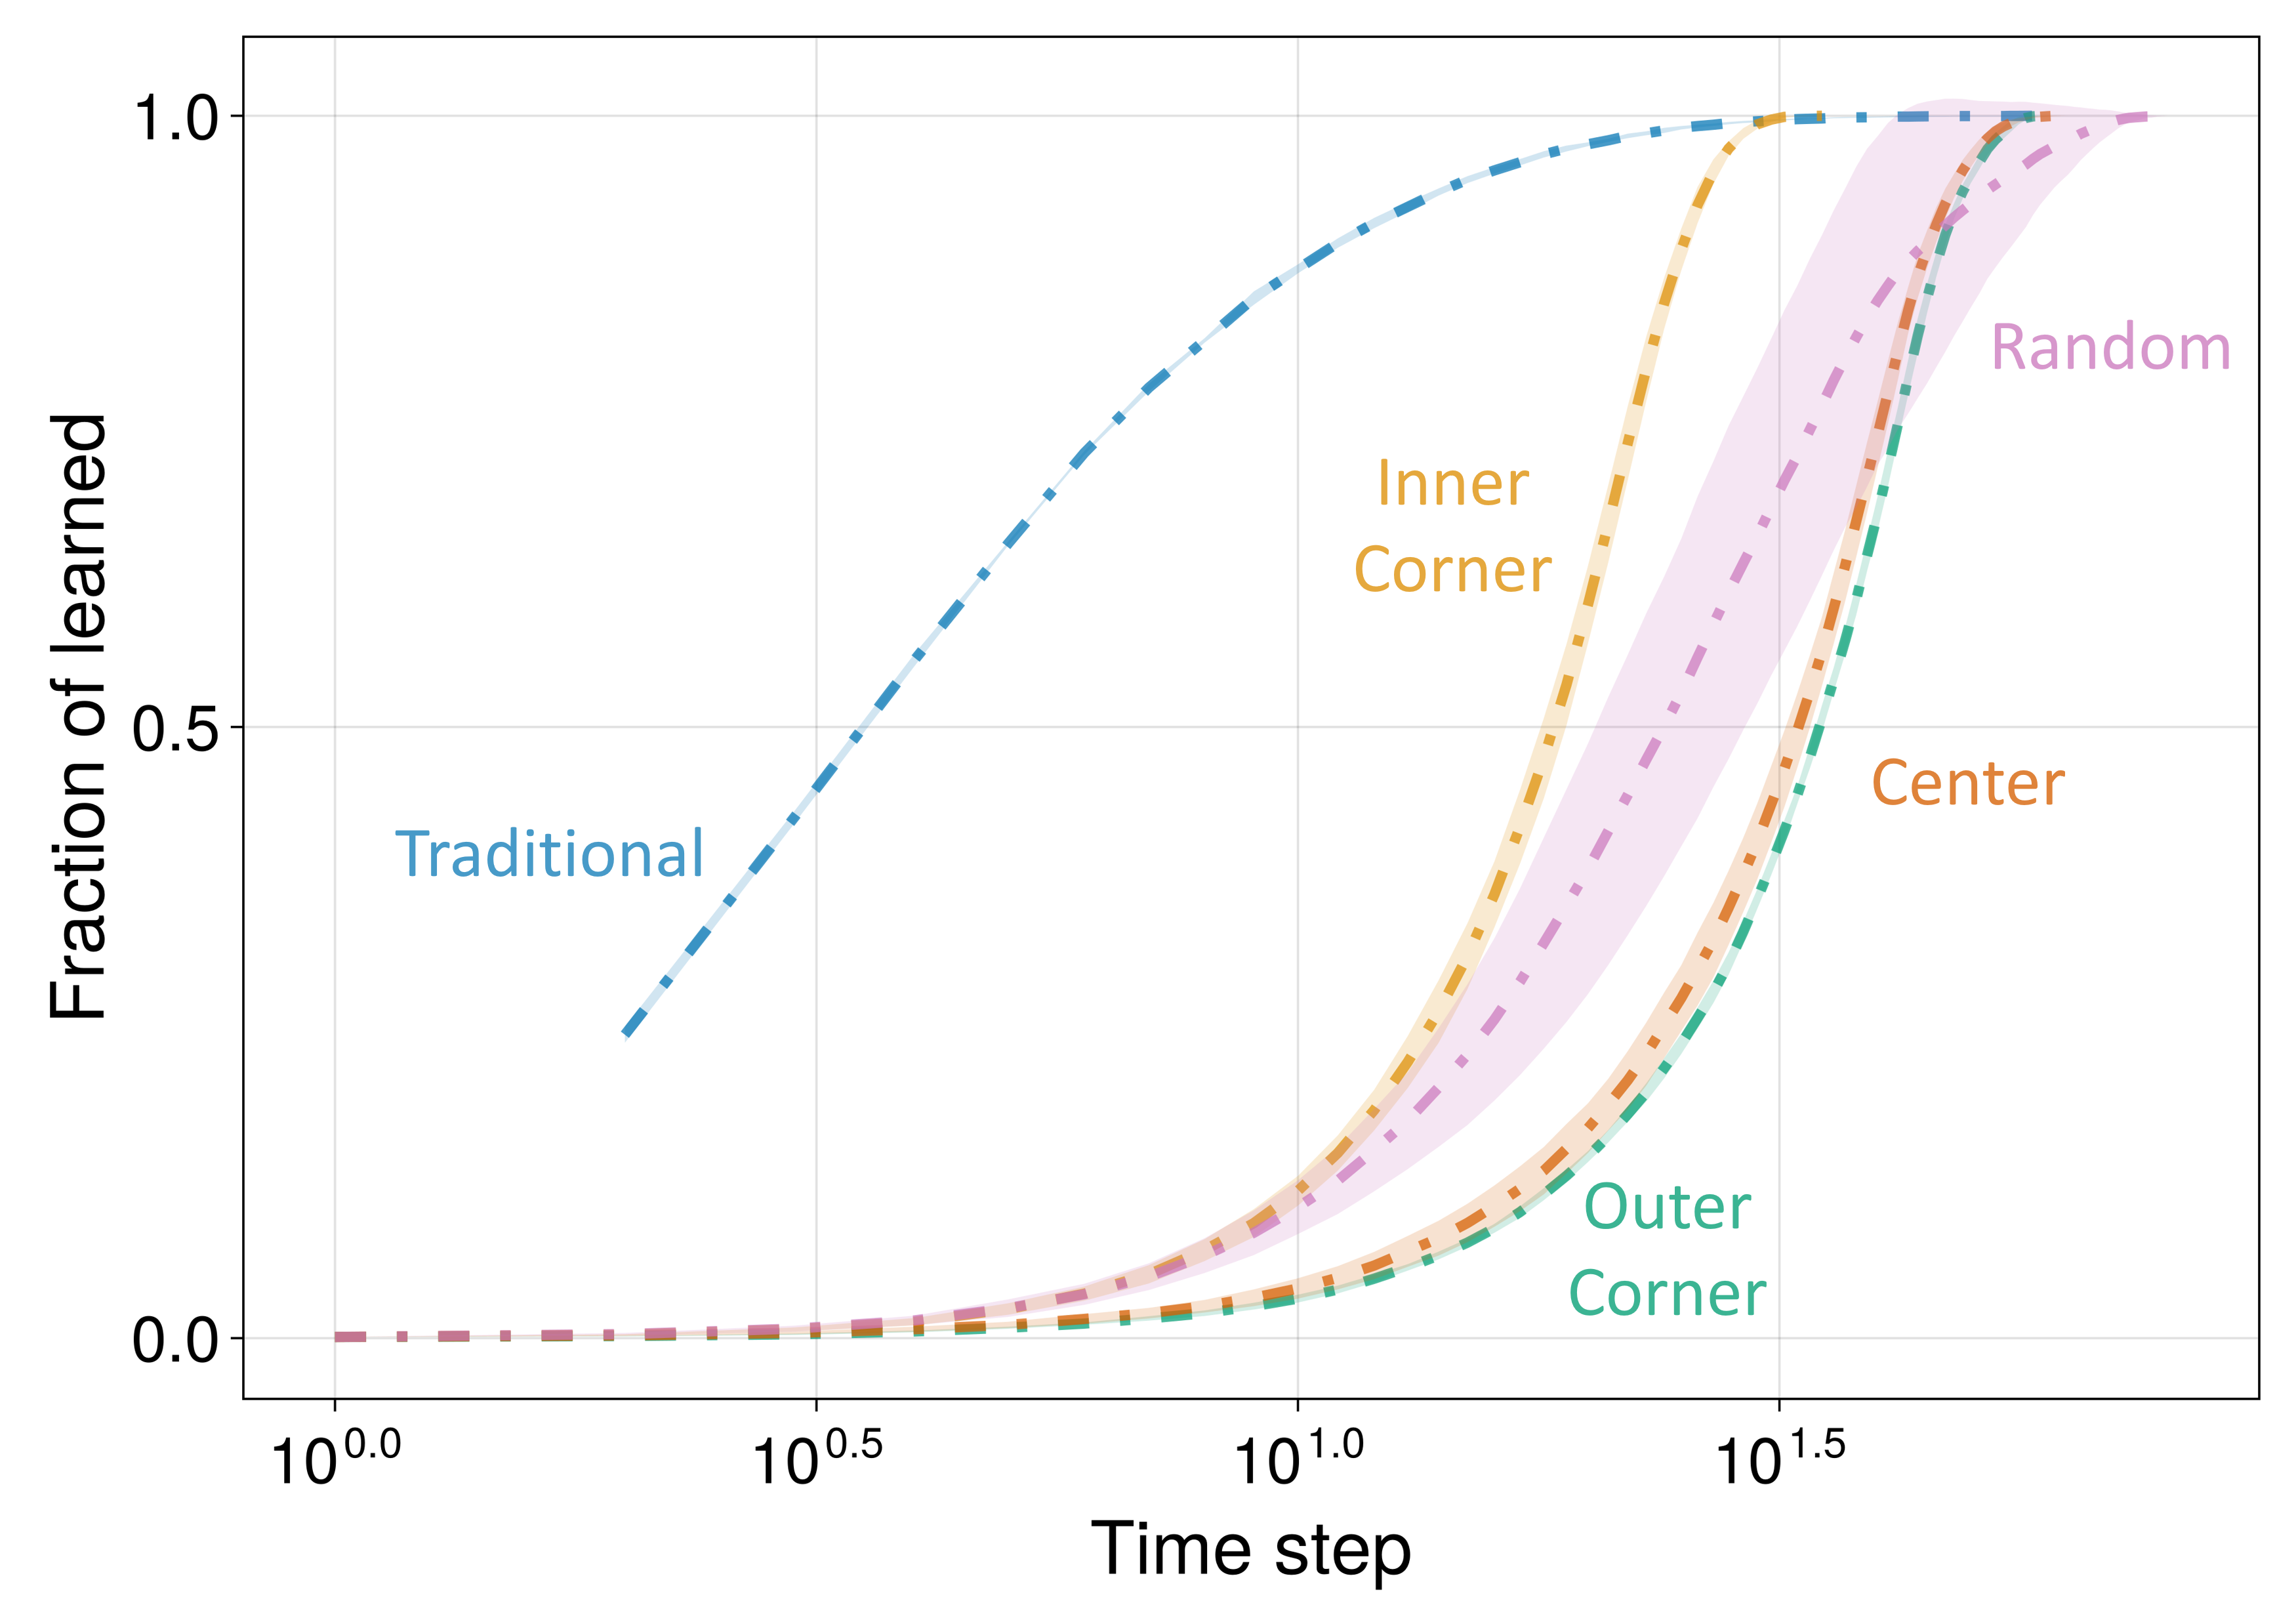 1.0
Random
Inner
Corner
0.5
Center
Traditional
Outer
Corner
0.0
10^0.0 10^0.5 10^1.0 10^1.5
Time step
Fraction of learned